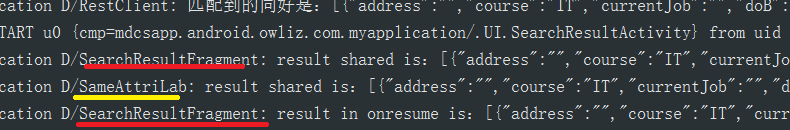 cation D/RestClient: 匹配到的同好是：[{"address":"","course":"IT","currentJob":"","doB":
TART u0 {cmp=mdcsapp.android.owliz.com.myapplication/.UI.SearchResultActivity} from uid
cation D/SearchResultFragment: result shared is：[{"address":"","course":"IT","currentJo
cation D/SameAttriLab: result shared is：[{"address":"","course":"IT","currentJob":"","d
cation D/SearchResultFragment: result in onresume is：[{"address":"","course":"IT","cur